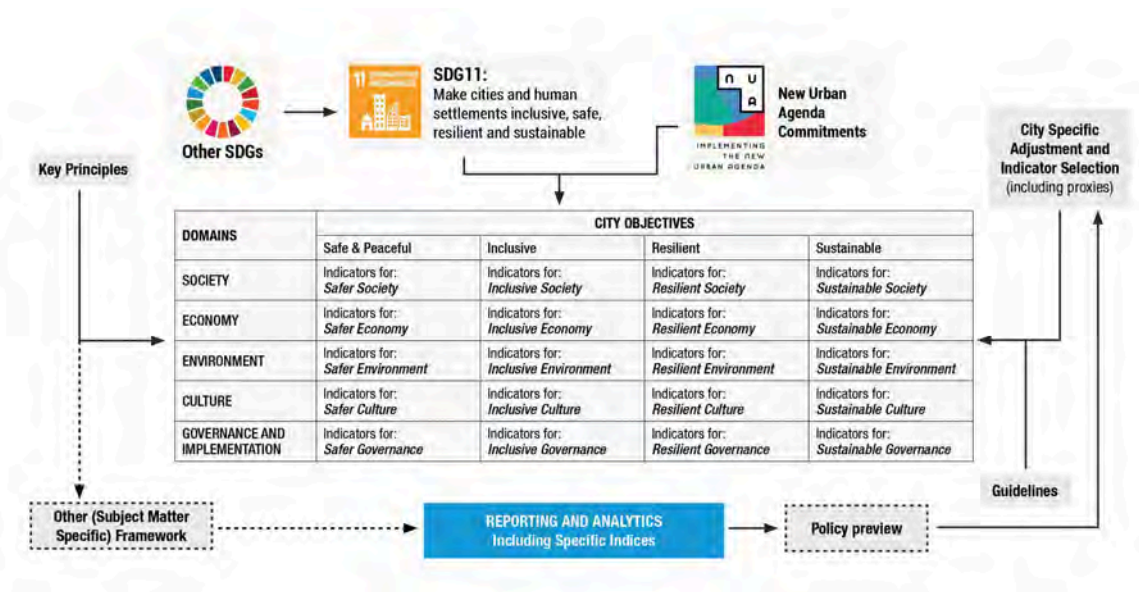 SDG11:
Make cities and human
settlements inclusive, safe,
resilient and sustainable
Other SDGs
11
N U
A
IMPLEMENTING
THE NEW
URBAN AGENDA
New Urban
Agenda
Commitments
City Specific
Adjustment and
Indicator Selection
(including proxies)
Key Principles
DOMAINS
CITY OBJECTIVES
Safe & Peaceful
Inclusive
Resilient
Sustainable
SOCIETY
Indicators for:
Safer Society
Indicators for:
Inclusive Society
Indicators for:
Resilient Society
Indicators for:
Sustainable Society
ECONOMY
Indicators for:
Safer Economy
Indicators for:
Inclusive Economy
Indicators for:
Resilient Economy
Indicators for:
Sustainable Economy
ENVIRONMENT
Indicators for:
Safer Environment
Indicators for:
Inclusive Environment
Indicators for:
Resilient Environment
Indicators for:
Sustainable Environment
CULTURE
Indicators for:
Safer Culture
Indicators for:
Inclusive Culture
Indicators for:
Resilient Culture
Indicators for:
Sustainable Culture
GOVERNANCE AND
IMPLEMENTATION
Indicators for:
Safer Governance
Indicators for:
Inclusive Governance
Indicators for:
Resilient Governance
Indicators for:
Sustainable Governance
Guidelines
Other (Subject Matter
Specific) Framework
REPORTING AND ANALYTICS
Including Specific Indices
Policy preview